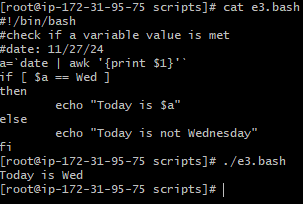 [root@ip-172-31-95-75 scripts]# cat e3.bash
#!/bin/bash
#check if a variable value is met
#date: 11/27/24
a=`date | awk '{print $1}'`
if [ $a == Wed ]
then
        echo "Today is $a"
else
        echo "Today is not Wednesday"
fi
[root@ip-172-31-95-75 scripts]# ./e3.bash
Today is Wed
[root@ip-172-31-95-75 scripts]#